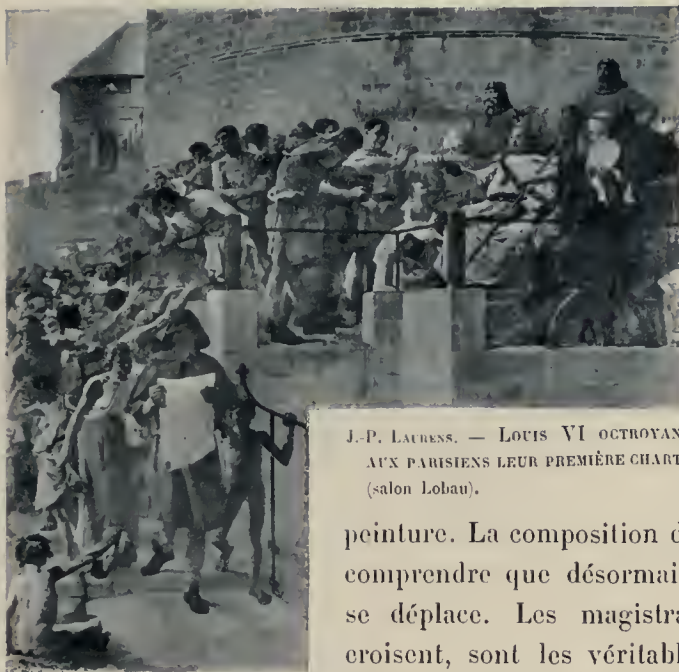 J.-P. LAURENS. — LOUIS VI OCTROYAN
AUX PARISIENS LEUR PREMIÈRE CHART
(salon Lobau).
peinture. La composition d
comprendre que désormai
se déplace. Les magistra
croisent, sont les véritabl